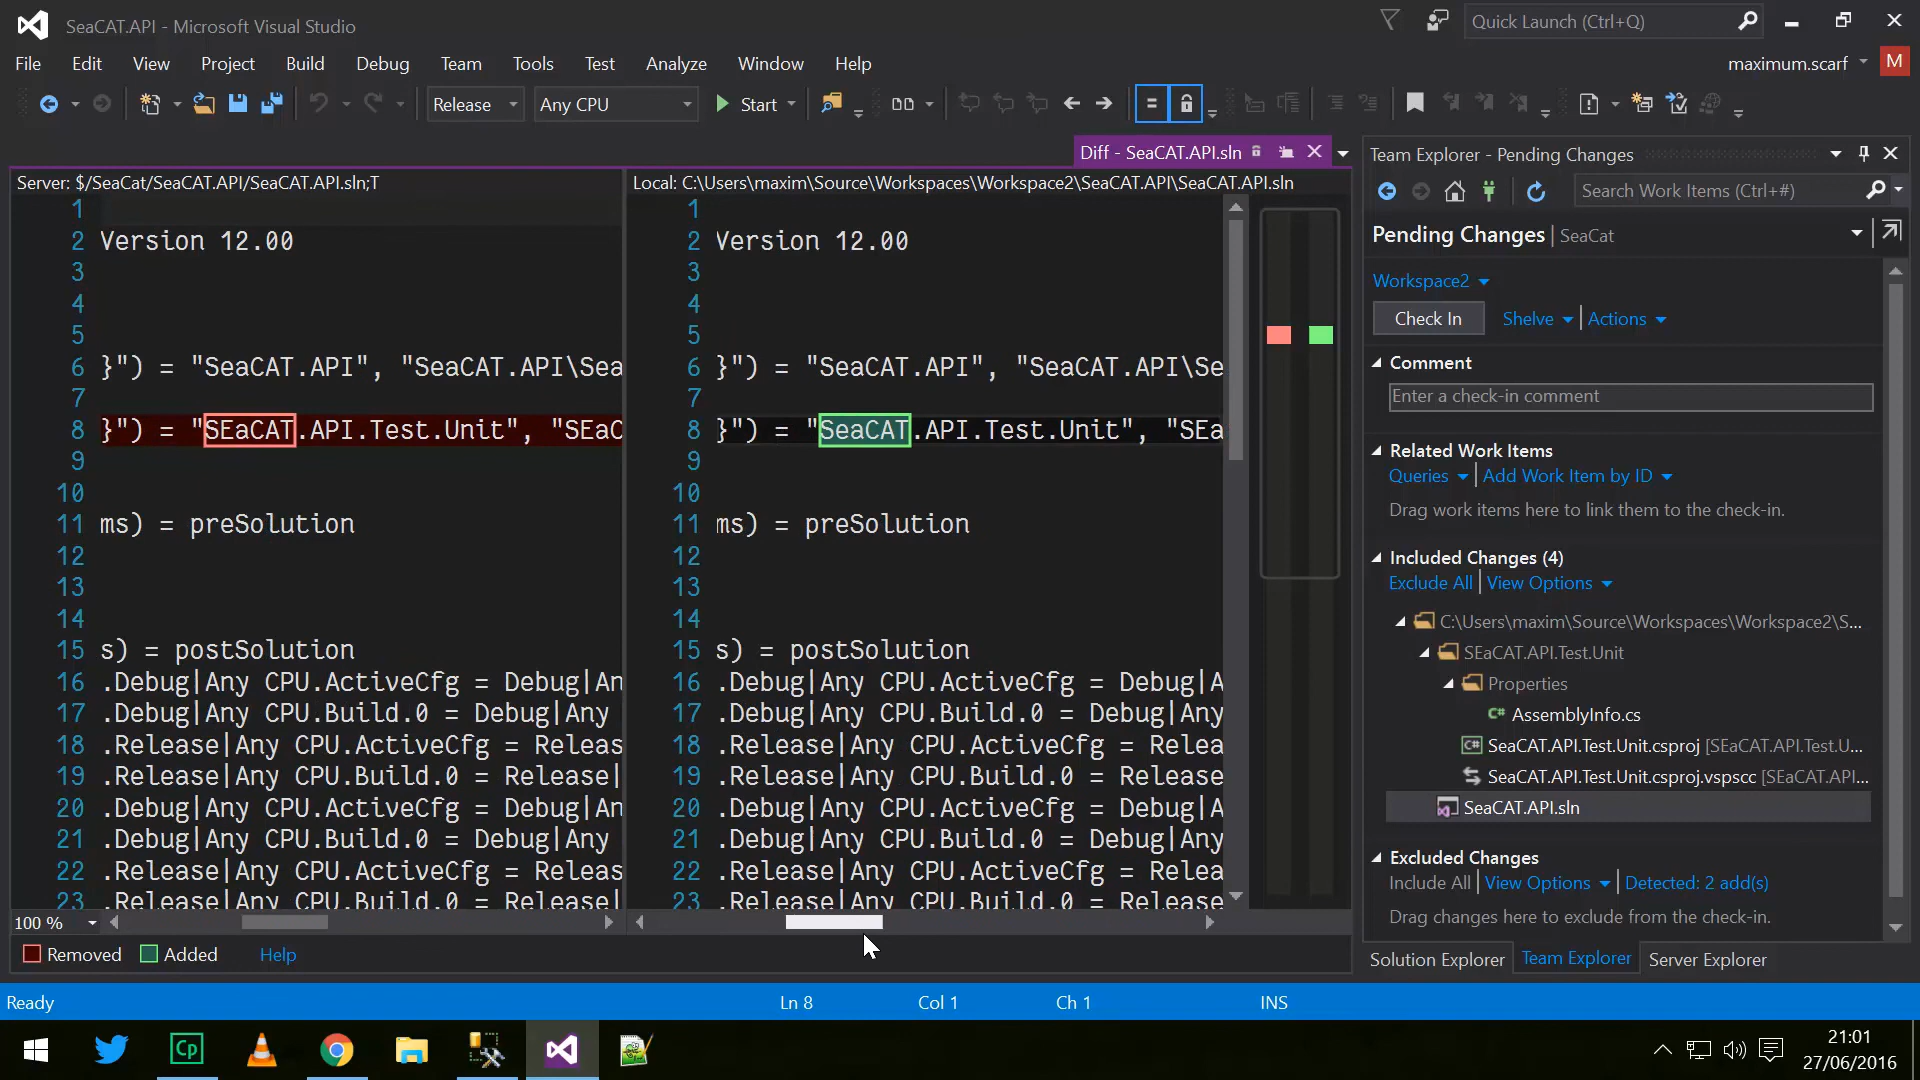 SeaCAT.API - Microsoft Visual Studio
Quick Launch (Ctrl+Q)
File Edit View Project Build Debug Team Tools Test Analyze Window Help
maximum.scarf M
Release Any CPU Start
Diff - SeaCAT.API.sln
Server: $/SeaCat/SeaCAT.API/SeaCAT.API.sln;T
1
2 Version 12.00
3
4
5
6 }") = "SeaCAT.API", "SeaCAT.API\Sea
7
8 }") = "SEaCAT.API.Test.Unit", "SEaC
9
10
11 ms) = preSolution
12
13
14
15 s) = postSolution
16 .Debug|Any CPU.ActiveCfg = Debug|An
17 .Debug|Any CPU.Build.0 = Debug|Any
18 .Release|Any CPU.ActiveCfg = Releas
19 .Release|Any CPU.Build.0 = Release|
20 .Debug|Any CPU.ActiveCfg = Debug|An
21 .Debug|Any CPU.Build.0 = Debug|Any
22 .Release|Any CPU.ActiveCfg = Releas
23 .Release|Any CPU.Build.0 = Release|
100 %
Local: C:\Users\maxim\Source\Workspaces\Workspace2\SeaCAT.API\SeaCAT.API.sln
1
2 Version 12.00
3
4
5
6 }") = "SeaCAT.API", "SeaCAT.API\Se
7
8 }") = "SeaCAT.API.Test.Unit", "SEa
9
10
11 ms) = preSolution
12
13
14
15 s) = postSolution
16 .Debug|Any CPU.ActiveCfg = Debug|A
17 .Debug|Any CPU.Build.0 = Debug|Any
18 .Release|Any CPU.ActiveCfg = Relea
19 .Release|Any CPU.Build.0 = Release
20 .Debug|Any CPU.ActiveCfg = Debug|A
21 .Debug|Any CPU.Build.0 = Debug|Any
22 .Release|Any CPU.ActiveCfg = Relea
23 .Release|Any CPU.Build.0 = Release
Removed Added Help
Team Explorer - Pending Changes
Search Work Items (Ctrl+#)
Pending Changes | SeaCat
Workspace2
Check In Shelve Actions
Comment
Enter a check-in comment
Related Work Items
Queries Add Work Item by ID
Drag work items here to link them to the check-in.
Included Changes (4)
Exclude All View Options
C:\Users\maxim\Source\Workspaces\Workspace2\S...
SEaCAT.API.Test.Unit
Properties
C# AssemblyInfo.cs
C# SeaCAT.API.Test.Unit.csproj [SEaCAT.API.Test.U...
SeaCAT.API.Test.Unit.csproj.vspscc [SEaCAT.API...
SeaCAT.API.sln
Excluded Changes
Include All View Options Detected: 2 add(s)
Drag changes here to exclude from the check-in.
Solution Explorer Team Explorer Server Explorer
Ready Ln 8 Col 1 Ch 1 INS
Cp
21:01
27/06/2016